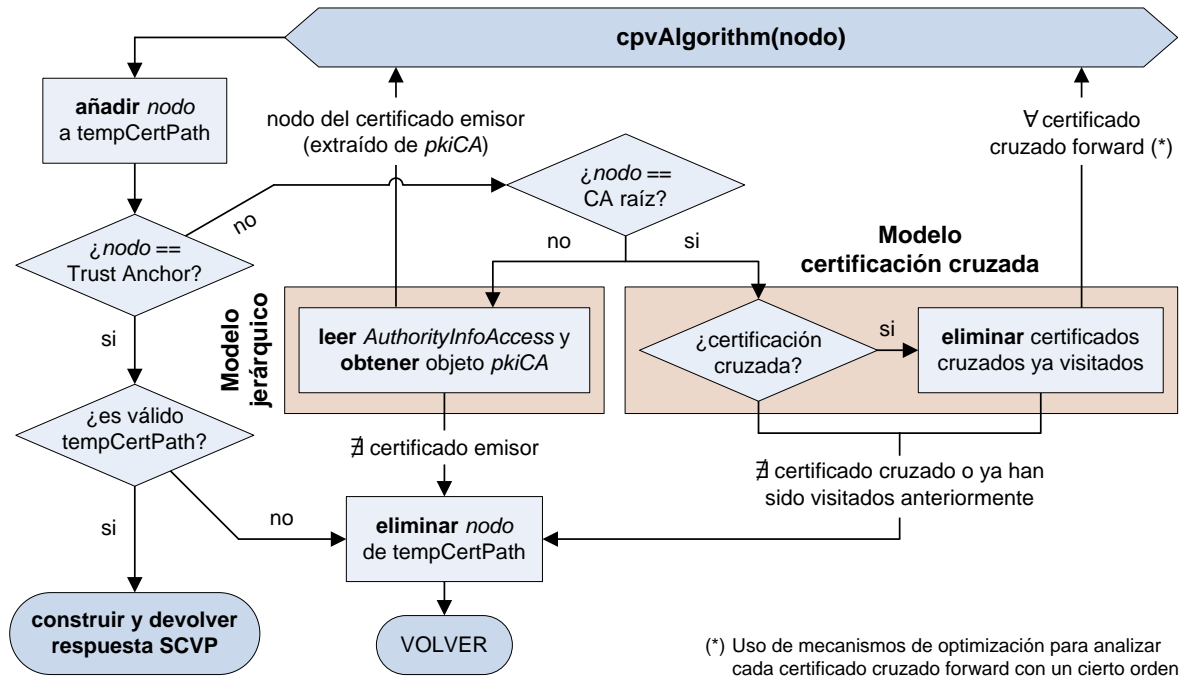 cpvAlgorithm(nodo)
añadir nodo
a tempCertPath
nodo del certificado emisor
(extraído de pkiCA)
∀ certificado
cruzado forward (*)
¿nodo ==
CA raíz?
no
¿nodo ==
Trust Anchor?
no
si
Modelo
certificación cruzada
si
Modelo
jerárquico
leer AuthorityInfoAccess y
obtener objeto pkiCA
¿certificación
cruzada?
si
eliminar certificados
cruzados ya visitados
¿es válido
tempCertPath?
∄ certificado emisor
∄ certificado cruzado o ya han
sido visitados anteriormente
si
no
eliminar nodo
de tempCertPath
construir y devolver
respuesta SCVP
VOLVER
(*) Uso de mecanismos de optimización para analizar
cada certificado cruzado forward con un cierto orden